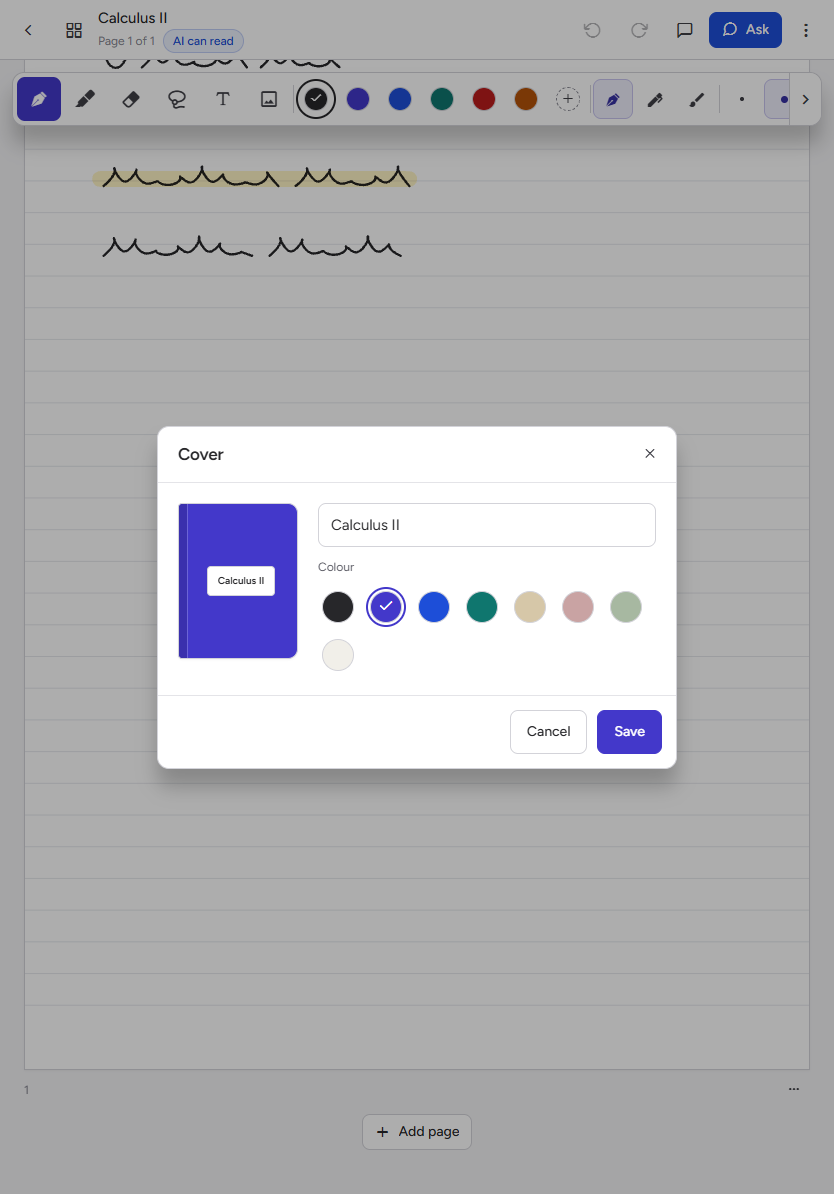 Calculus II
Page 1 of 1 AI can read
Ask
T
Cover
Calculus II
Calculus II
Colour
Cancel Save
1
Add page